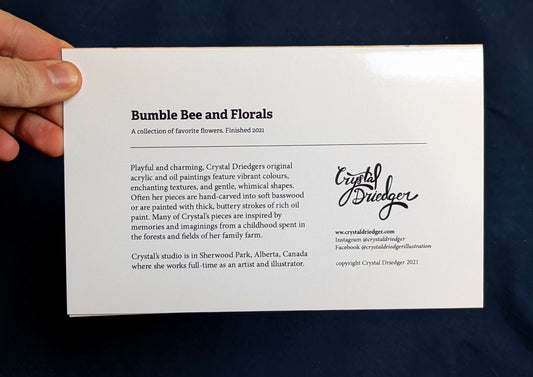 Bumble Bee and Florals
A collection of favorite flowers. Finished 2021
Playful and charming, Crystal Driedgers original
acrylic and oil paintings feature vibrant colours,
enchanting textures, and gentle, whimsical shapes.
Often her pieces are hand-carved into soft basswood
or are painted with thick, buttery strokes of rich oil
paint. Many of Crystal's pieces are inspired by
memories and imaginings from a childhood spent in
the forests and fields of her family farm.
Crystal's studio is in Sherwood Park, Alberta, Canada
where she works full-time as an artist and illustrator.
Crystal
Driedger
ww.crystaldriedger.com
Instagram @crystaldriedger
Facebook @crystaldriedgerillustration
copyright Crystal Driedger 2021